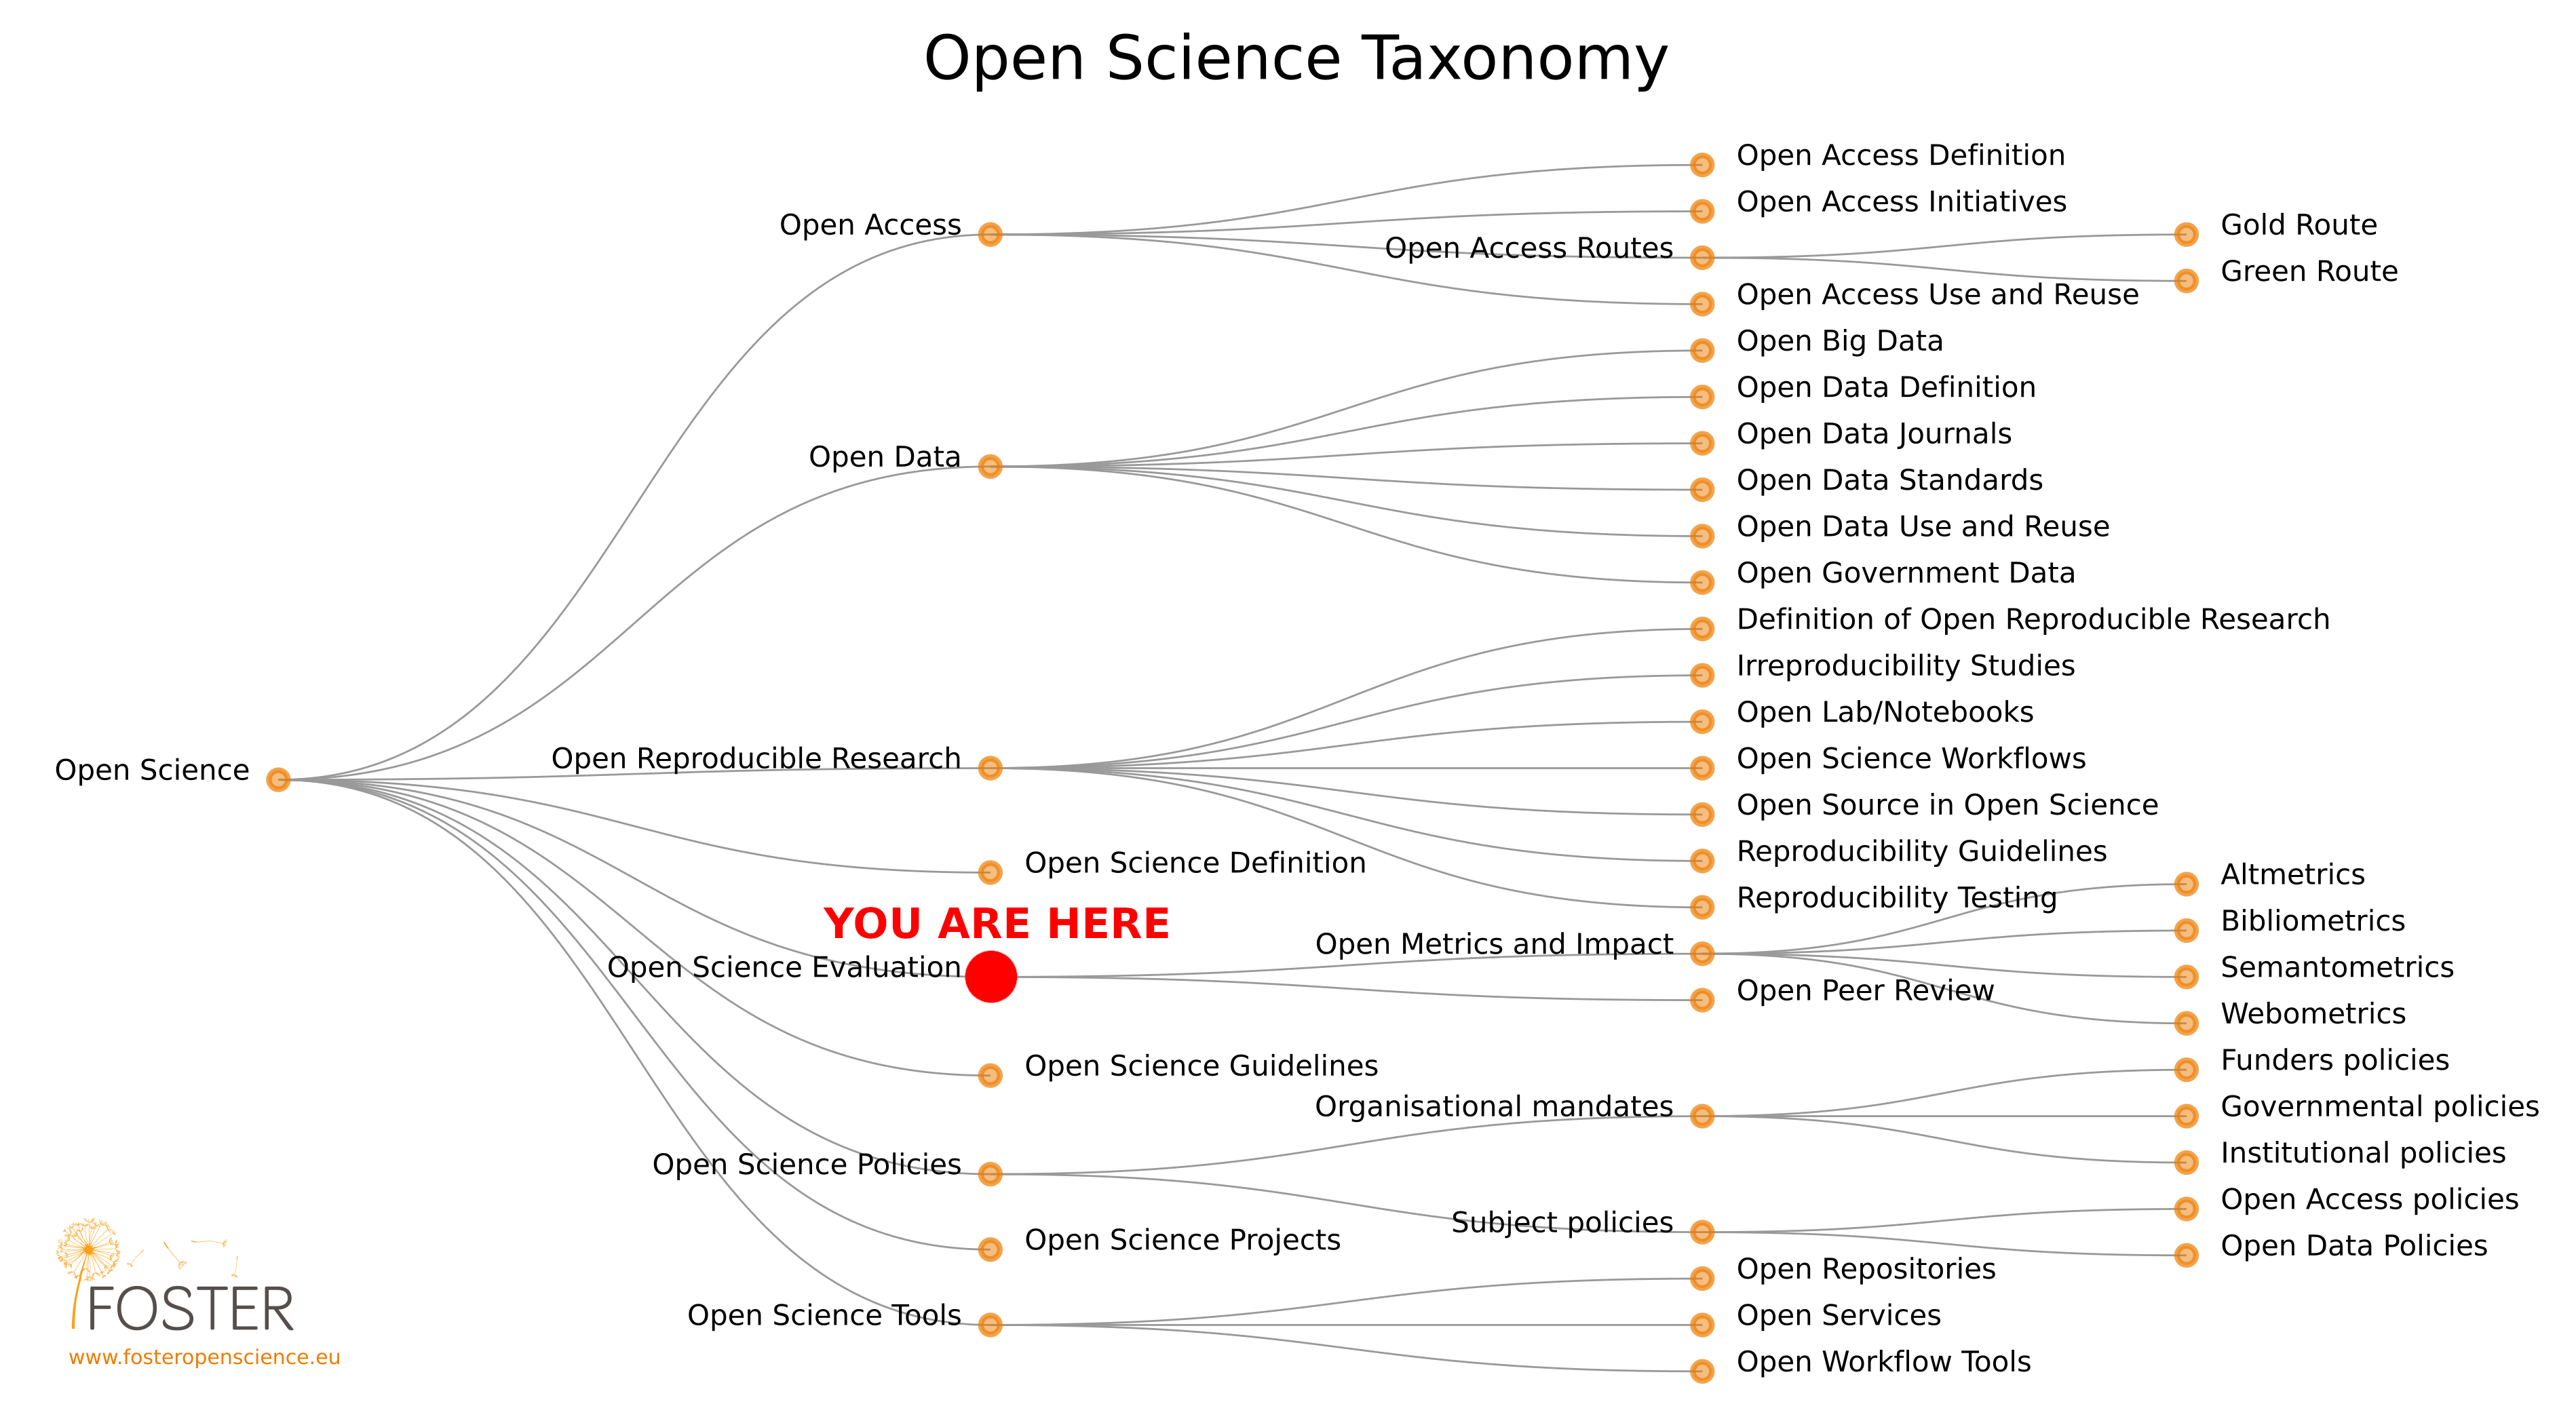 Open Science Taxonomy
Open Science
Open Access
Open Access Definition
Open Access Initiatives
Open Access Routes
Gold Route
Green Route
Open Access Use and Reuse
Open Data
Open Big Data
Open Data Definition
Open Data Journals
Open Data Standards
Open Data Use and Reuse
Open Government Data
Open Reproducible Research
Definition of Open Reproducible Research
Irreproducibility Studies
Open Lab/Notebooks
Open Science Workflows
Open Source in Open Science
Reproducibility Guidelines
Reproducibility Testing
Open Science Definition
YOU ARE HERE
Open Science Evaluation
Open Metrics and Impact
Altmetrics
Bibliometrics
Semantometrics
Webometrics
Open Peer Review
Open Science Guidelines
Open Science Policies
Organisational mandates
Funders policies
Governmental policies
Institutional policies
Subject policies
Open Access policies
Open Data Policies
Open Science Projects
Open Science Tools
Open Repositories
Open Services
Open Workflow Tools
FOSTER
www.fosteropenscience.eu